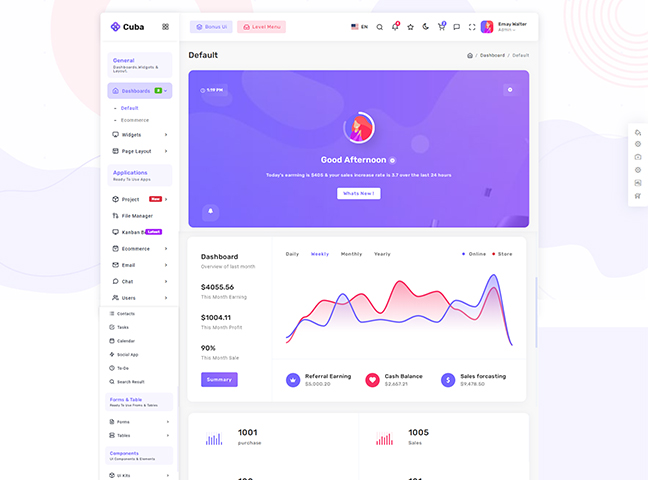 Cuba
Bonus UI
Level Menu
EN
Emay Walter
Admin
General
Dashboards,Widgets &
Layout.
Dashboards
Default
Ecommerce
Widgets
Page Layout
Applications
Ready To Use Apps
Project
New
File Manager
Kanban B
Latest
Ecommerce
Email
Chat
Users
Contacts
Tasks
Calendar
Social App
To-Do
Search Result
Forms & Table
Ready To Use Froms & Tables
Forms
Tables
Components
UI Components & Elements
Ui Kits
Default
/ Dashboard / Default
Good Afternoon
Today's earrning is $405 & your sales increase rate is 3.7 over the last 24 hours
Whats New !
Dashboard
Overview of last month
$4055.56
This Month Earning
$1004.11
This Month Profit
90%
This Month Sale
Summary
Daily Weekly Monthly Yearly
Online Store
Referral Earning
$5,000.20
Cash Balance
$2,657.21
Sales forcasting
$9,478.50
1001
purchase
1005
Sales